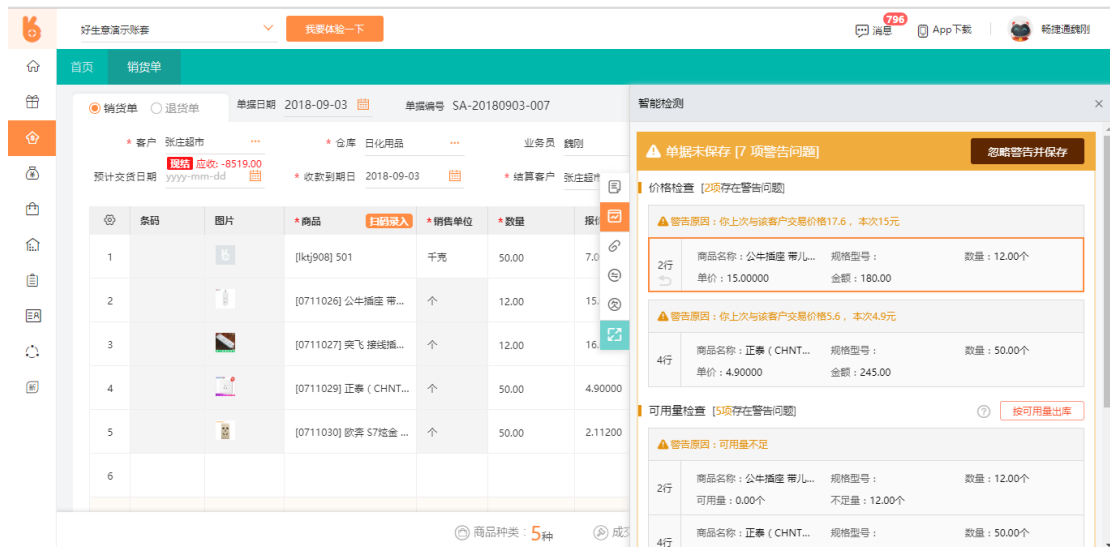 好生意演示账套 我要体验一下 消息 796 App下载 畅捷通魏刚
首页 销货单
销货单 退货单 单据日期 2018-09-03 单据编号 SA-20180903-007
* 客户 张庄超市 ... * 仓库 日化用品 ... 业务员 魏刚
现结 应收: -8519.00
预计交货日期 yyyy-mm-dd * 收款到期日 2018-09-03 * 结算客户 张庄超市
条码 图片 *商品 扫码录入 *销售单位 *数量
1 [lktj908] 501 千克 50.00 7.0
2 [0711026] 公牛插座 带... 个 12.00 15.
3 [0711027] 突飞 接线插... 个 12.00 16.
4 [0711029] 正泰 ( CHNT... 个 50.00 4.90000
5 [0711030] 欧奔 S7炫金 ... 个 50.00 2.11200
6
商品种类 : 5种
智能检测
单据未保存 [7 项警告问题] 忽略警告并保存
价格检查 [2项存在警告问题]
警告原因：你上次与该客户交易价格17.6 ，本次15元
2行 商品名称：公牛插座 带儿... 规格型号： 数量：12.00个
单价：15.00000 金额：180.00
警告原因：你上次与该客户交易价格5.6 ，本次4.9元
4行 商品名称：正泰 ( CHNT... 规格型号： 数量：50.00个
单价：4.90000 金额：245.00
可用量检查 [5项存在警告问题] 按可用量出库
警告原因：可用量不足
2行 商品名称：公牛插座 带儿... 规格型号： 数量：12.00个
可用量：0.00个 不足量：12.00个
4行 商品名称：正泰 ( CHNT... 规格型号： 数量：50.00个